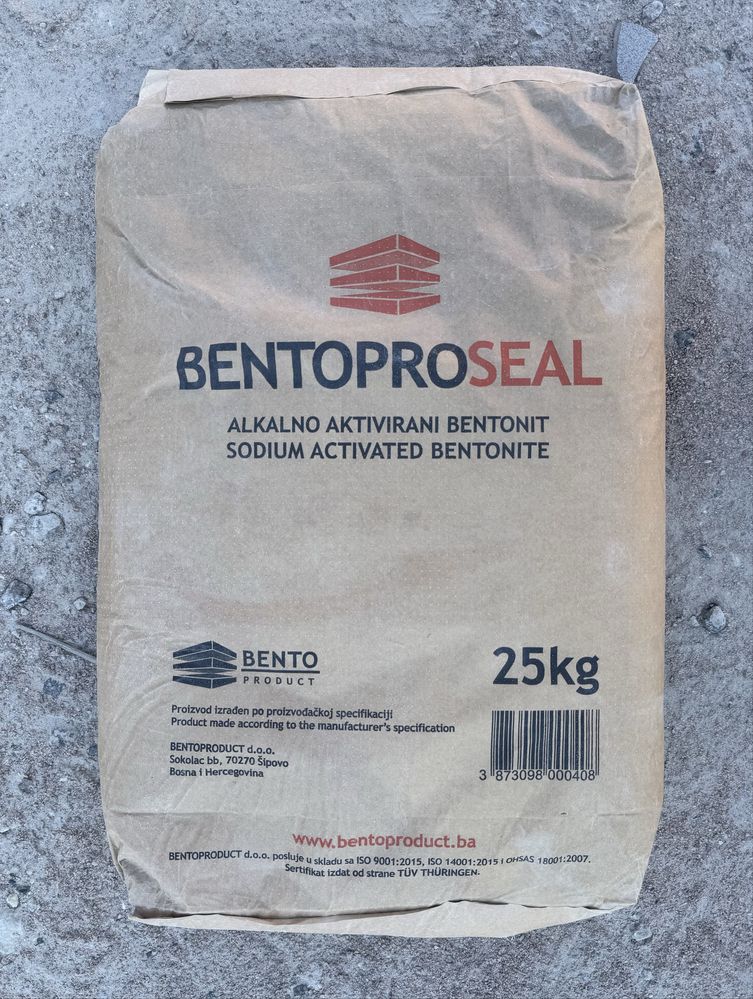 BENTOPROSEAL
ALKALNO AKTIVIRANI BENTONIT
SODIUM ACTIVATED BENTONITE
BENTO
PRODUCT
25kg
Proizvod izrađen po proizvođačkoj specifikaciji
Product made according to the manufacturer's specification
BENTOPRODUCT d.o.o.
Sokolac bb, 70270 Šipovo
Bosna i Hercegovina
3 873098 000408
www.bentoproduct.ba
BENTOPRODUCT d.o.o. posluje u skladu sa ISO 9001:2015, ISO 14001:2015 i OHSAS 18001:2007.
Sertifikat izdat od strane TÜV THÜRINGEN.